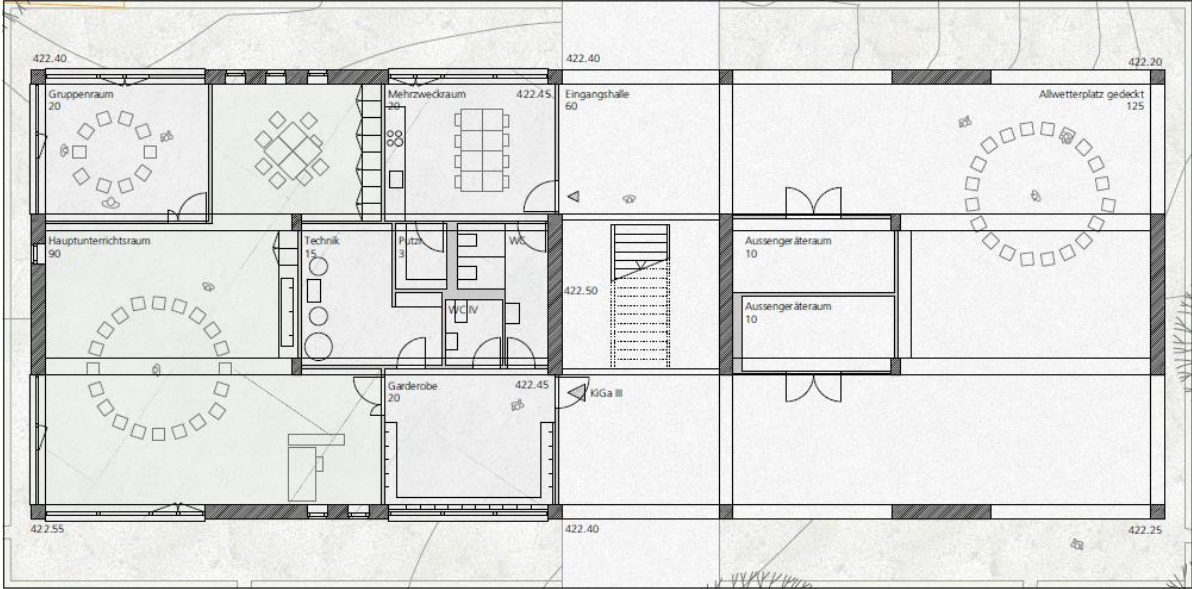 422.40
422.40
422.20
Gruppenraum
20
Mehrzweckraum
20
422.45
Eingangshalle
60
Allwetterplatz gedeckt
125
Hauptunterrichtsraum
90
Technik
15
Putzr.
3
WC
Aussengeräteraum
10
422.50
WC IV
Aussengeräteraum
10
Garderobe
20
422.45
KiGa III
422.55
422.40
422.25